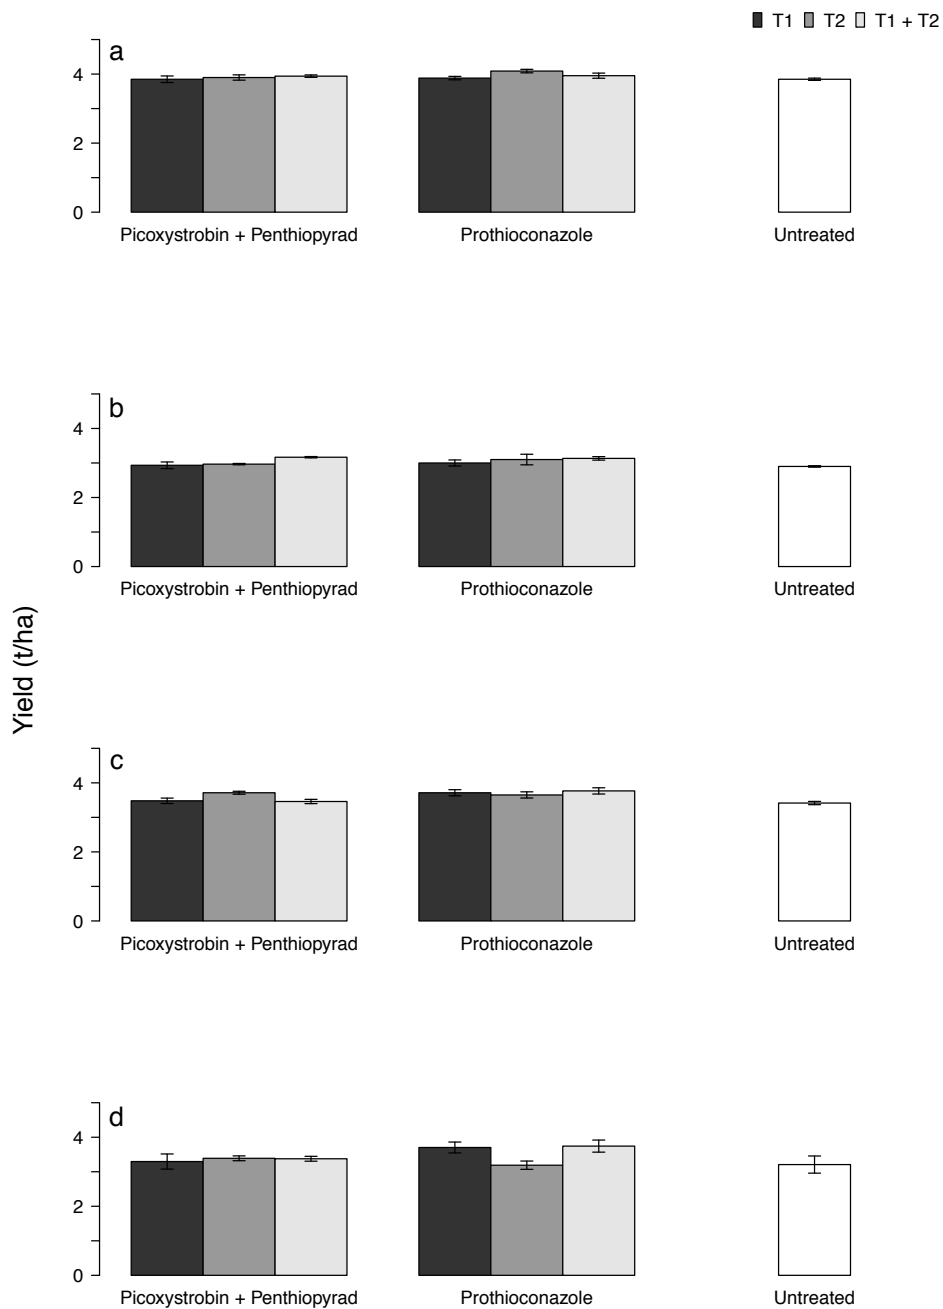 T1 T2 T1 + T2
a
4
2
0
Picoxystrobin + Penthiopyrad Prothioconazole Untreated
b
4
2
0
Picoxystrobin + Penthiopyrad Prothioconazole Untreated
Yield (t/ha)
c
4
2
0
Picoxystrobin + Penthiopyrad Prothioconazole Untreated
d
4
2
0
Picoxystrobin + Penthiopyrad Prothioconazole Untreated